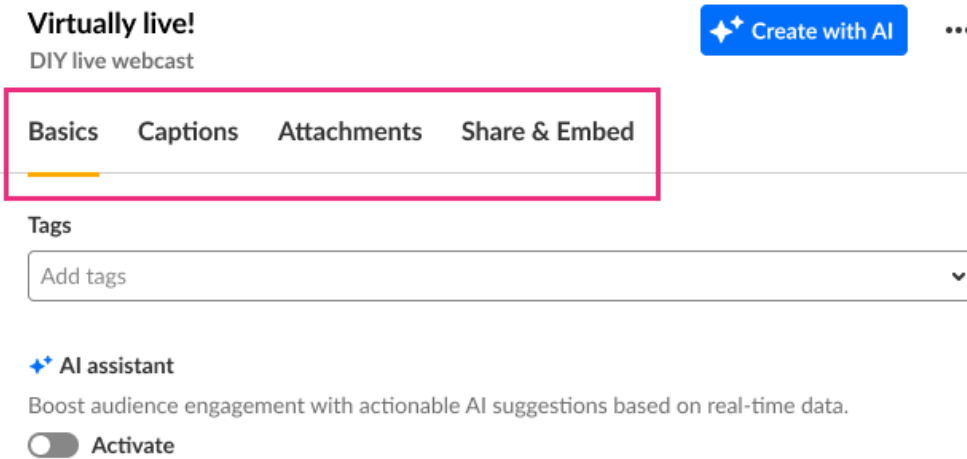 Virtually live!
Create with AI
DIY live webcast
Basics Captions Attachments Share & Embed
Tags
Add tags
AI assistant
Boost audience engagement with actionable AI suggestions based on real-time data.
Activate